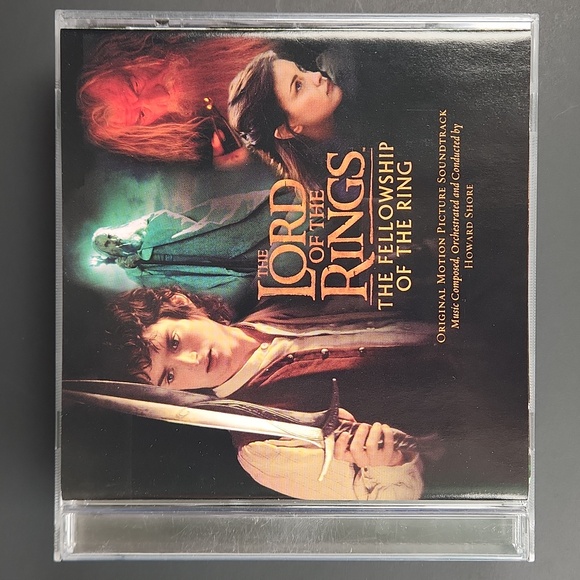 THE
LORD
OF THE
RINGS™
THE FELLOWSHIP
OF THE RING
ORIGINAL MOTION PICTURE SOUNDTRACK
Music Composed, Orchestrated and Conducted by
HOWARD SHORE